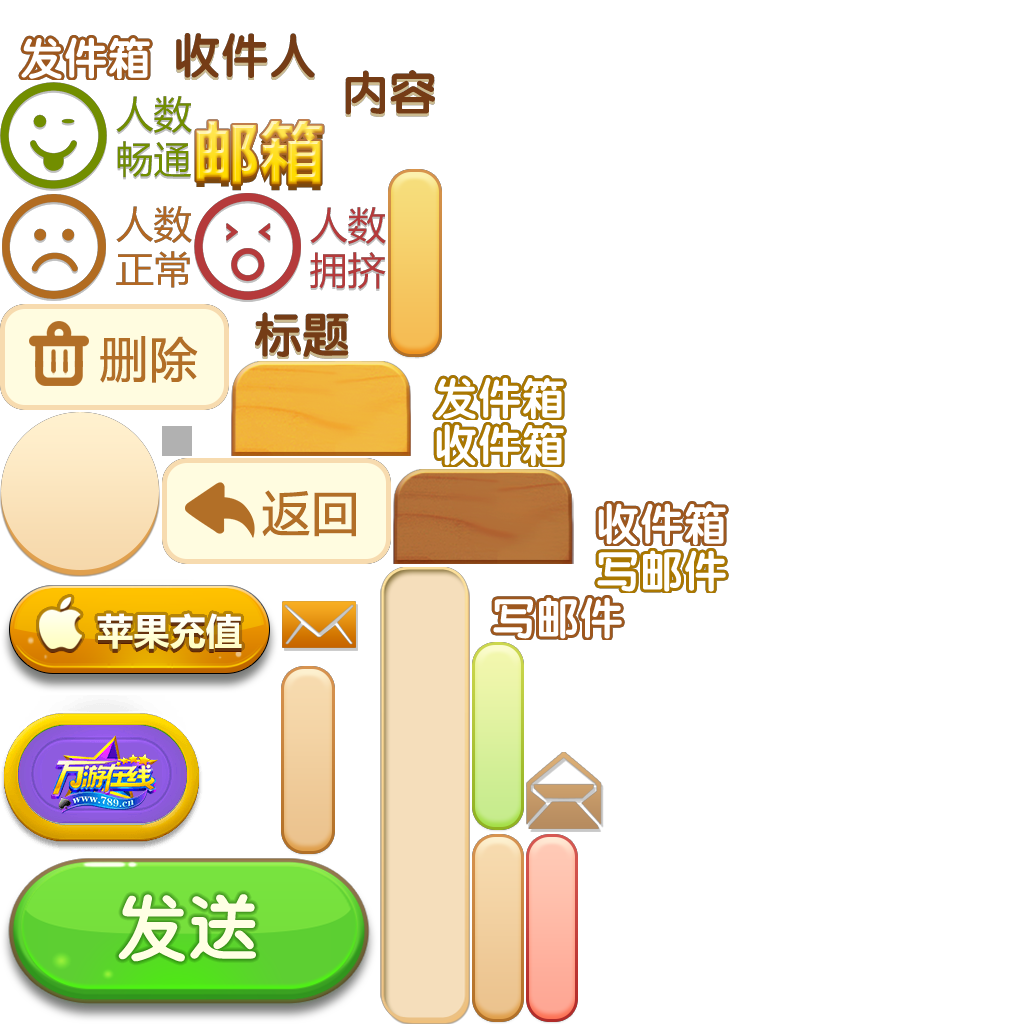 发件箱
收件人
内容
人数
畅通
邮箱
人数
正常
人数
拥挤
删除
标题
发件箱
收件箱
返回
收件箱
写邮件
写邮件
苹果充值
万游在线
www.789.cn
发送